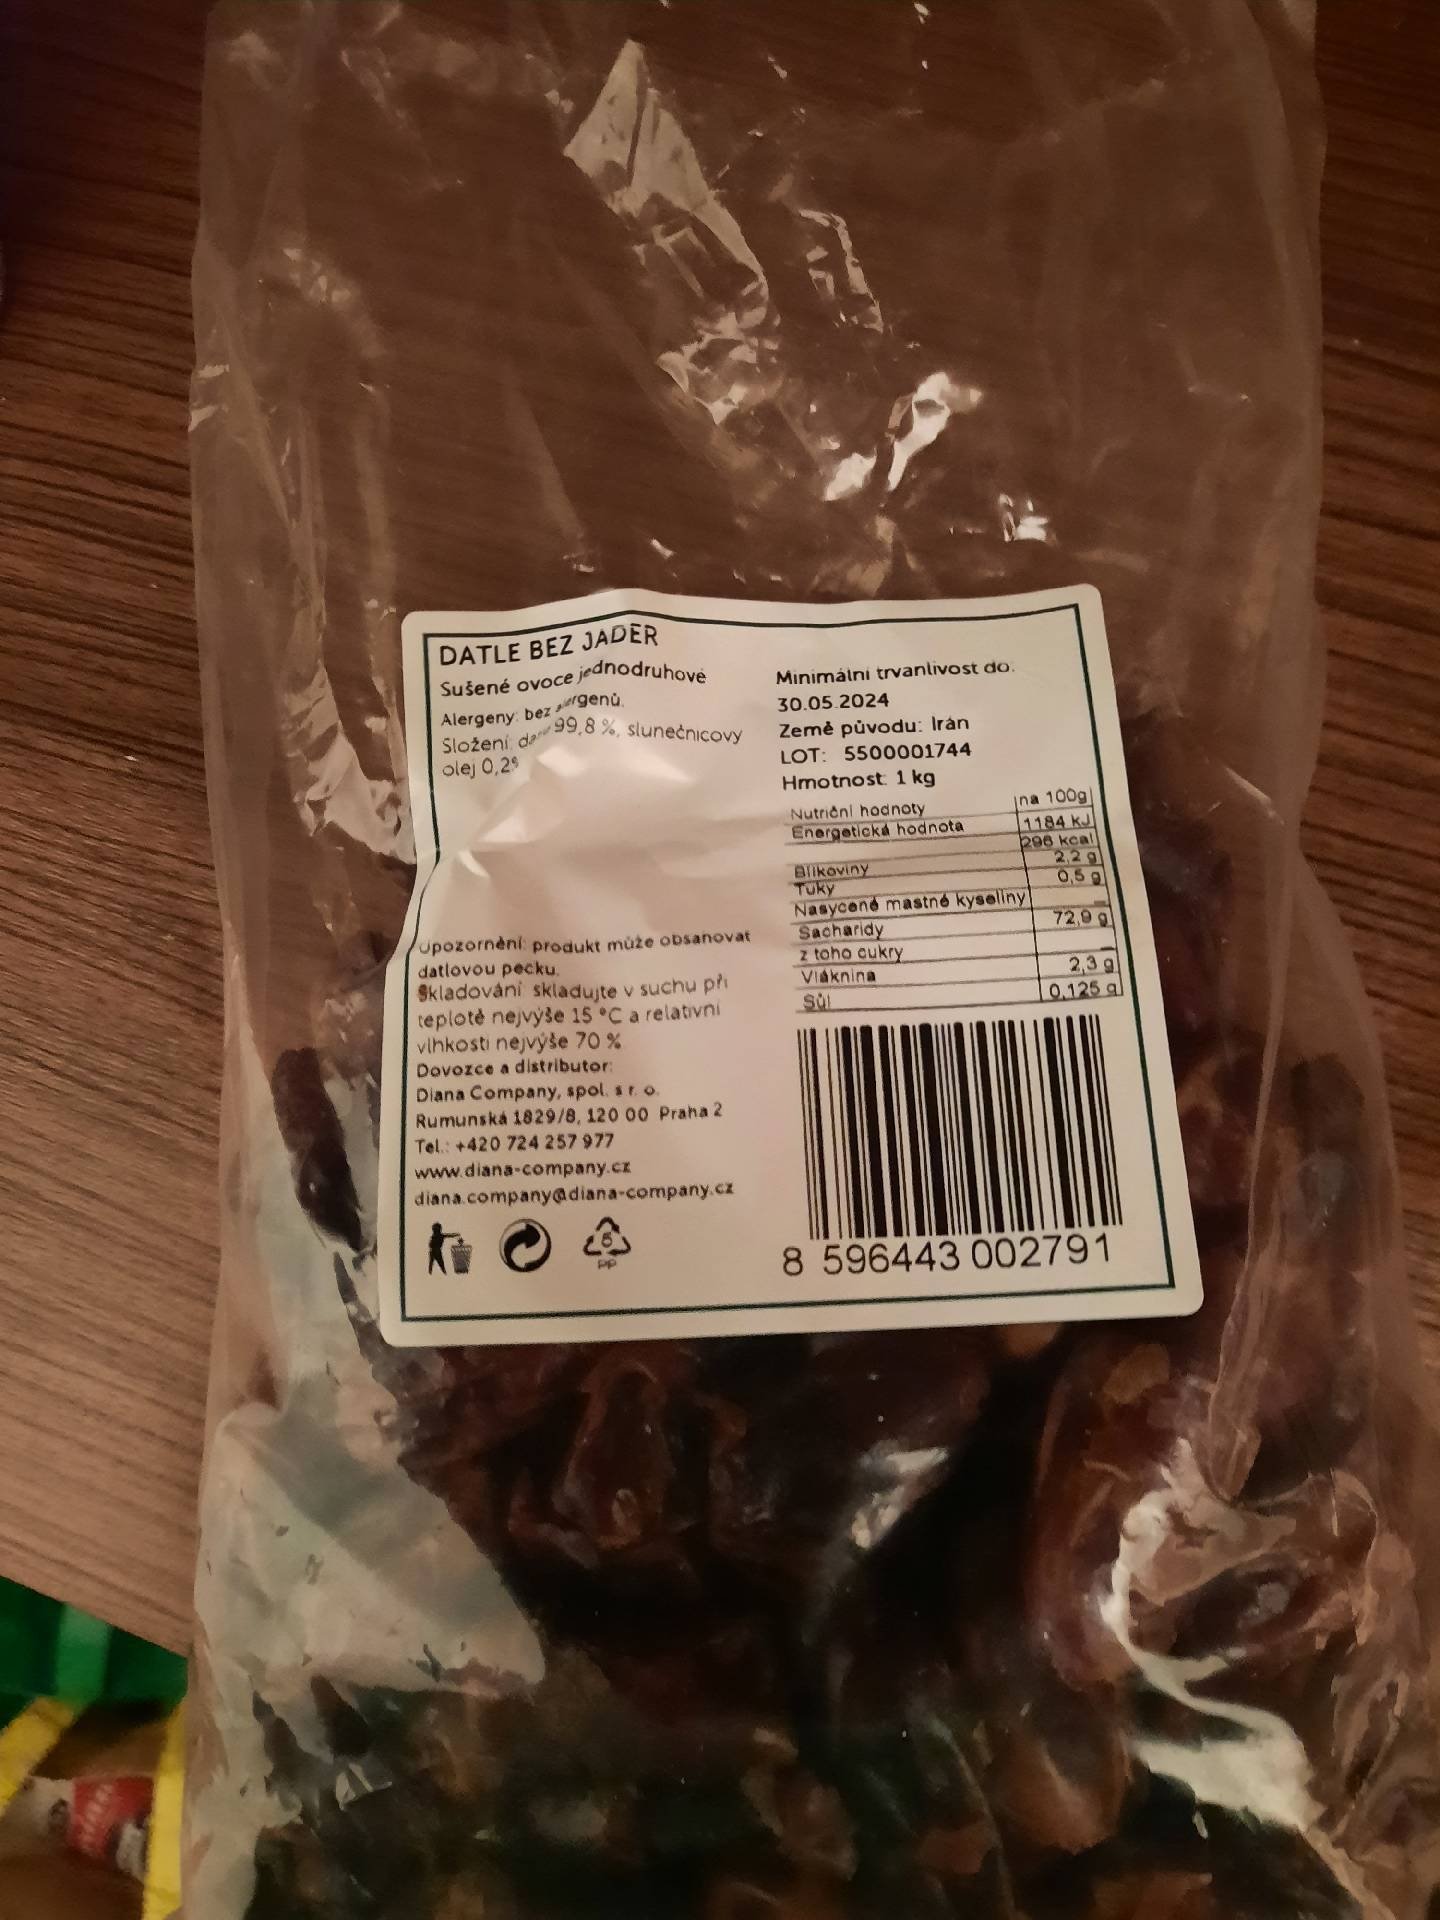 DATLE BEZ JADER
Sušené ovoce jednodruhové
Alergeny: bez alergenů.
Složení: 99,8 %, slunečnicový
olej 0,2
Upozornění: produkt může obsahovat
datlovou pecku.
Skladování: skladujte v suchu při
teplotě nejvýše 15 °C a relativní
vlhkosti nejvýše 70 %.
Dovozce a distributor:
Diana Company, spol. s r. o.
Rumunská 1829/8, 120 00 Praha 2
Tel.: +420 724 257 977
www.diana-company.cz
diana.company@diana-company.cz
5
PP
Minimální trvanlivost do:
30.05.2024
Země původu: Írán
LOT: 5500001744
Hmotnost: 1 kg
Nutriční hodnoty na 100g
Energetická hodnota 1184 kJ
296 kcal
Bílkoviny 2,2 g
Tuky 0,5 g
Nasycené mastné kyseliny –
Sacharidy 72,9 g
z toho cukry –
Vláknina 2,3 g
Sůl 0,125 g
8 596443 002791